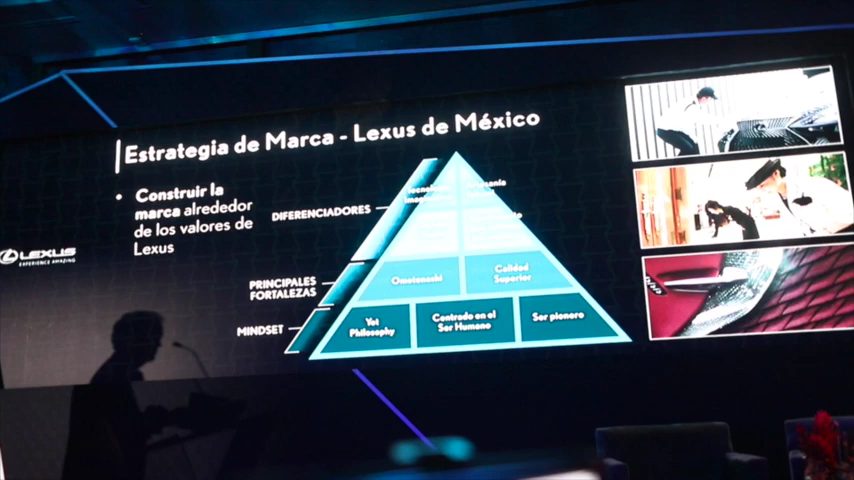 Estrategia de Marca - Lexus de México
• Construir la
marca alrededor
de los valores de
Lexus
LEXUS
EXPERIENCE AMAZING
DIFERENCIADORES
PRINCIPALES
FORTALEZAS
Omotenashi
Calidad
Superior
MINDSET
Yet
Philosophy
Centrado en el
Ser Humano
Ser pionero